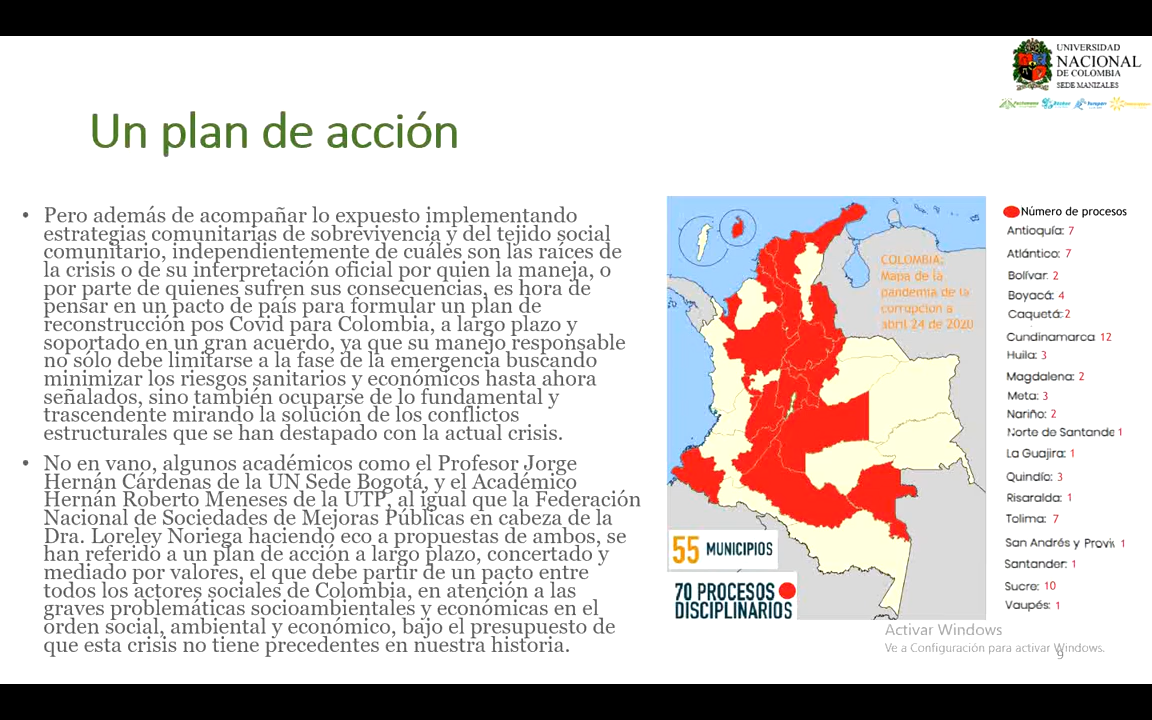 UNIVERSIDAD
NACIONAL
DE COLOMBIA
SEDE MANIZALES
Un plan de acción
• Pero además de acompañar lo expuesto implementando
estrategias comunitarias de sobrevivencia y del tejido social
comunitario, independientemente de cuáles son las raíces de
la crisis o de su interpretación oficial por quien la maneja, o
por parte de quienes sufren sus consecuencias, es hora de
pensar en un pacto de país para formular un plan de
reconstrucción pos Covid para Colombia, a largo plazo y
soportado en un gran acuerdo, ya que su manejo responsable
no sólo debe limitarse a la fase de la emergencia buscando
minimizar los riesgos sanitarios y económicos hasta ahora
señalados, sino también ocuparse de lo fundamental y
trascendente mirando la solución de los conflictos
estructurales que se han destapado con la actual crisis.
• No en vano, algunos académicos como el Profesor Jorge
Hernán Cárdenas de la UN Sede Bogotá, y el Académico
Hernán Roberto Meneses de la UTP, al igual que la Federación
Nacional de Sociedades de Mejoras Públicas en cabeza de la
Dra. Loreley Noriega haciendo eco a propuestas de ambos, se
han referido a un plan de acción a largo plazo, concertado y
mediado por valores, el que debe partir de un pacto entre
todos los actores sociales de Colombia, en atención a las
graves problemáticas socioambientales y económicas en el
orden social, ambiental y económico, bajo el presupuesto de
que esta crisis no tiene precedentes en nuestra historia.
COLOMBIA:
Mapa de la
pandemia de la
corrupcion a
abril 24 de 2020
55 MUNICIPIOS
70 PROCESOS
DISCIPLINARIOS
Número de procesos
Antioquía: 7
Atlántico: 7
Bolívar: 2
Boyacá: 4
Caquetá: 2
Cundinamarca 12
Huila: 3
Magdalena: 2
Meta: 3
Nariño: 2
Norte de Santande 1
La Guajira: 1
Quindío: 3
Risaralda: 1
Tolima: 7
San Andrés y Provi 1
Santander: 1
Sucre: 10
Vaupés: 1
Activar Windows
Ve a Configuración para activar Windows.
9